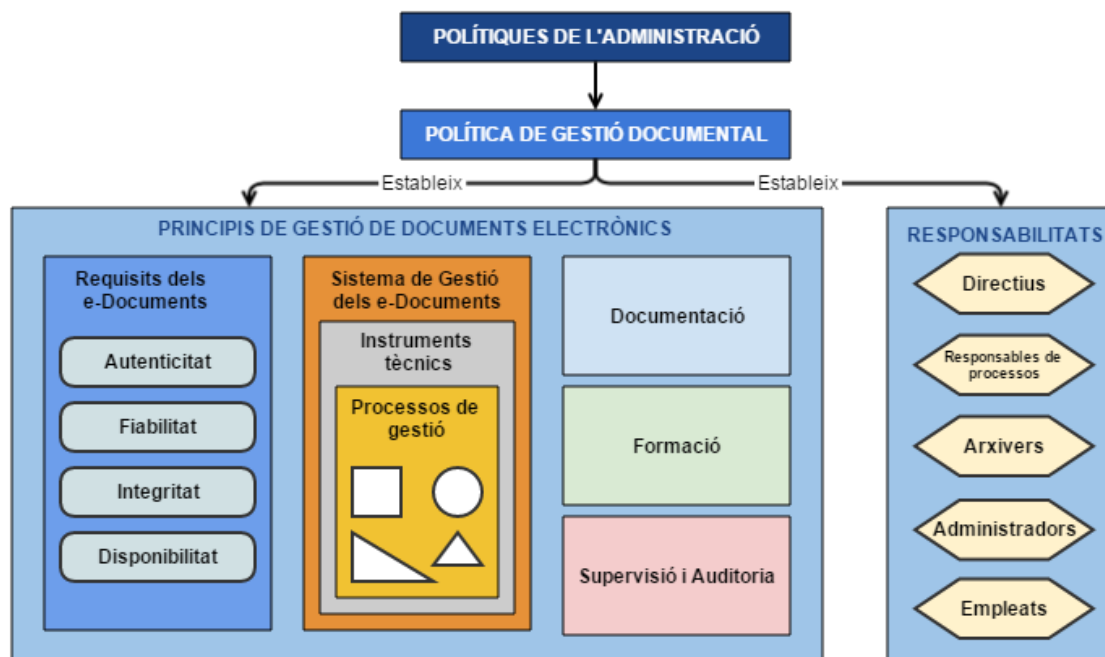 POLÍTIQUES DE L'ADMINISTRACIÓ
POLÍTICA DE GESTIÓ DOCUMENTAL
Estableix
Estableix
PRINCIPIS DE GESTIÓ DE DOCUMENTS ELECTRÒNICS
Requisits dels
e-Documents
Autenticitat
Fiabilitat
Integritat
Disponibilitat
Sistema de Gestió
dels e-Documents
Instruments
tècnics
Processos de
gestió
Documentació
Formació
Supervisió i Auditoria
RESPONSABILITATS
Directius
Responsables de
processos
Arxivers
Administradors
Empleats